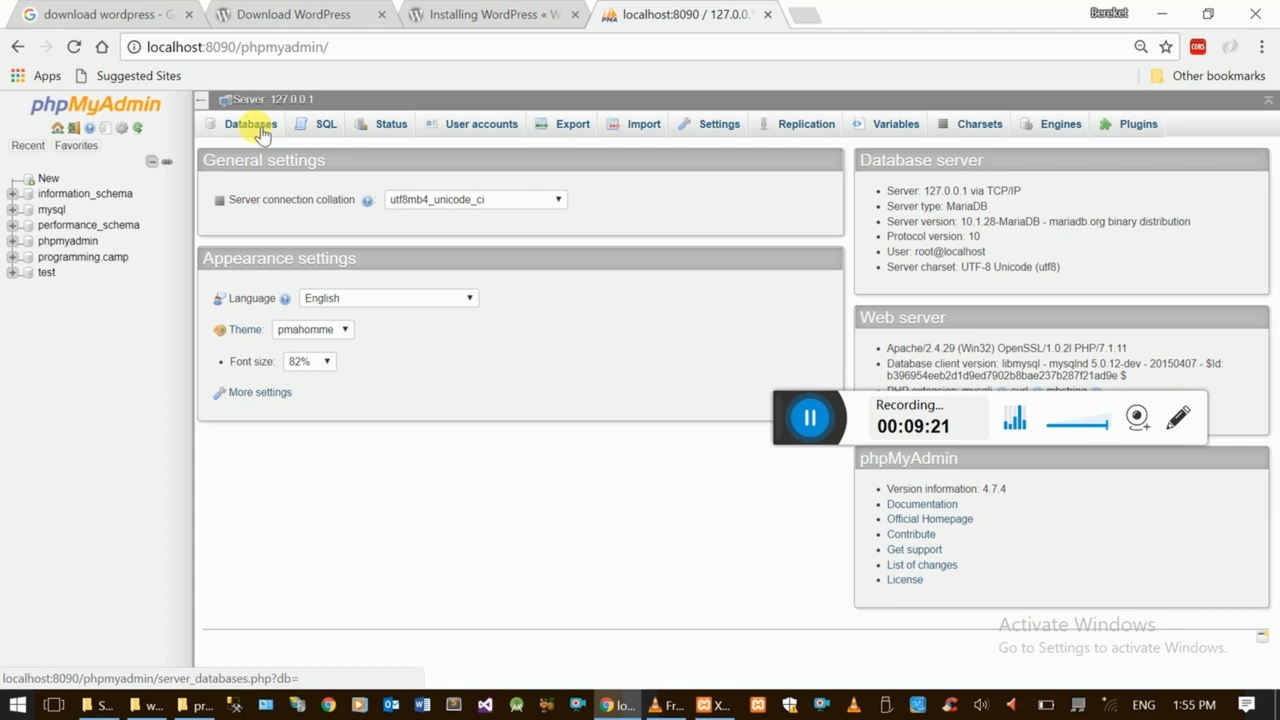 download wordpress - G
Download WordPress
Installing WordPress « W
localhost:8090 / 127.0.0.1
Bereket
localhost:8090/phpmyadmin/
CORS
Apps
Suggested Sites
Other bookmarks
phpMyAdmin
Recent
Favorites
New
information_schema
mysql
performance_schema
phpmyadmin
programming.camp
test
Server: 127.0.0.1
Databases
SQL
Status
User accounts
Export
Import
Settings
Replication
Variables
Charsets
Engines
Plugins
General settings
Server connection collation
utf8mb4_unicode_ci
Appearance settings
Language
English
Theme:
pmahomme
Font size:
82%
More settings
Database server
Server: 127.0.0.1 via TCP/IP
Server type: MariaDB
Server version: 10.1.28-MariaDB - mariadb.org binary distribution
Protocol version: 10
User: root@localhost
Server charset: UTF-8 Unicode (utf8)
Web server
Apache/2.4.29 (Win32) OpenSSL/1.0.2l PHP/7.1.11
Database client version: libmysql - mysqlnd 5.0.12-dev - 20150407 - $Id:
b396954eeb2d1d9ed7902b8bae237b287f21ad9e $
Recording...
00:09:21
phpMyAdmin
Version information: 4.7.4
Documentation
Official Homepage
Contribute
Get support
List of changes
License
Activate Windows
Go to Settings to activate Windows.
localhost:8090/phpmyadmin/server_databases.php?db=
S...
w...
pr...
lo...
Fr...
X...
ENG
1:55 PM